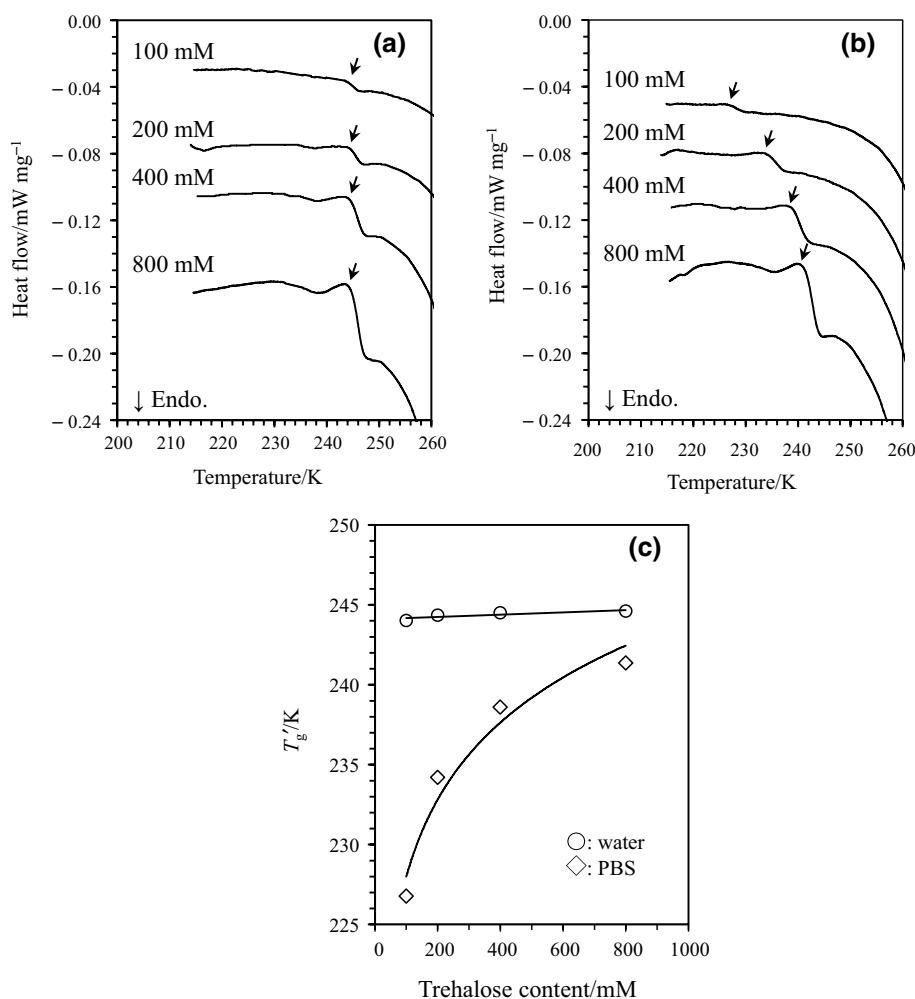 (a)
0.00
− 0.04
− 0.08
− 0.12
− 0.16
− 0.20
− 0.24
Heat flow/mW mg⁻¹
100 mM
200 mM
400 mM
800 mM
↓ Endo.
200 210 220 230 240 250 260
Temperature/K
(b)
0.00
− 0.04
− 0.08
− 0.12
− 0.16
− 0.20
− 0.24
Heat flow/mW mg⁻¹
100 mM
200 mM
400 mM
800 mM
↓ Endo.
200 210 220 230 240 250 260
Temperature/K
(c)
250
245
240
235
230
225
Tg′/K
○: water
◇: PBS
0 200 400 600 800 1000
Trehalose content/mM